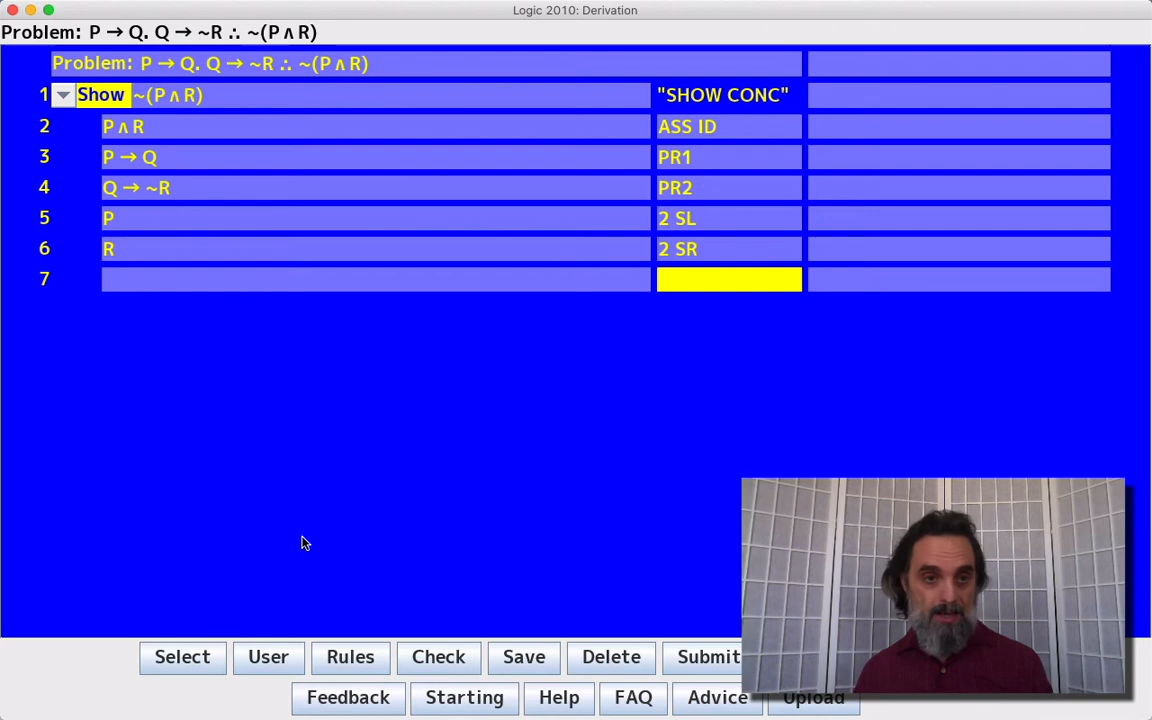 Logic 2010: Derivation
Problem: P → Q. Q → ~R ∴ ~(P ∧ R)
Problem: P → Q. Q → ~R ∴ ~(P ∧ R)
1 Show ~(P ∧ R) "SHOW CONC"
2 P ∧ R ASS ID
3 P → Q PR1
4 Q → ~R PR2
5 P 2 SL
6 R 2 SR
7
Select User Rules Check Save Delete Submit
Feedback Starting Help FAQ Advice Upload